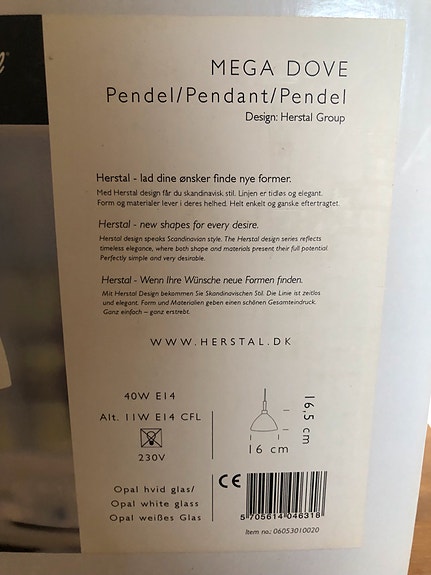 MEGA DOVE
Pendel/Pendant/Pendel
Design: Herstal Group
Herstal - lad dine ønsker finde nye former.
Med Herstal design får du skandinavisk stil. Linjen er tidløs og elegant.
Form og materialer lever i deres helhed. Helt enkelt og ganske eftertragtet.
Herstal - new shapes for every desire.
Herstal design speaks Scandinavian style. The Herstal design series reflects
timeless elegance, where both shape and materials present their full potential.
Perfectly simple and very desirable.
Herstal - Wenn Ihre Wünsche neue Formen finden.
Mit Herstal Design bekommen Sie Skandinavischen Stil. Die Linie ist zeitlos
und elegant. Form und Materialien geben einen schönen Gesamteindruck.
Ganz einfach – ganz erstrebt.
WWW.HERSTAL.DK
40W E14
Alt. 11W E14 CFL
230V
16,5 cm
16 cm
Opal hvid glas/
Opal white glass
Opal weißes Glas
CE
5 705614 046318
Item no.: 06053010020